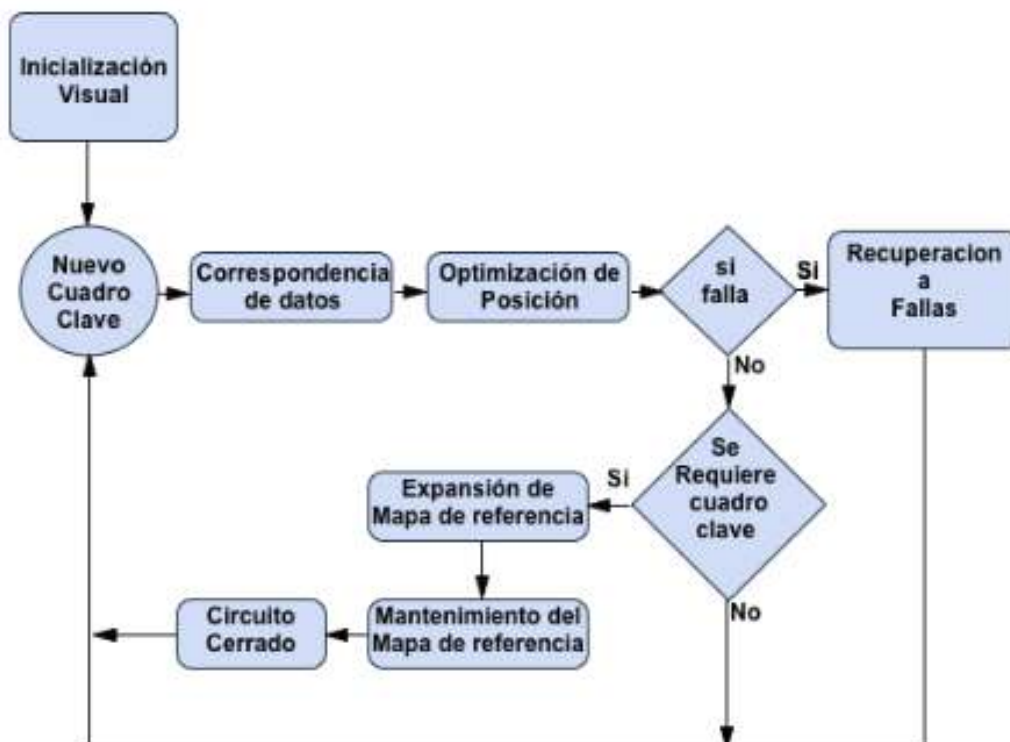 Inicialización
Visual
Nuevo
Cuadro
Clave
Correspondencia
de datos
Optimización de
Posición
si
falla
Si
Recuperacion
a
Fallas
No
Se
Requiere
cuadro
clave
Si
Expansión de
Mapa de referencia
Mantenimiento del
Mapa de referencia
Circuito
Cerrado
No